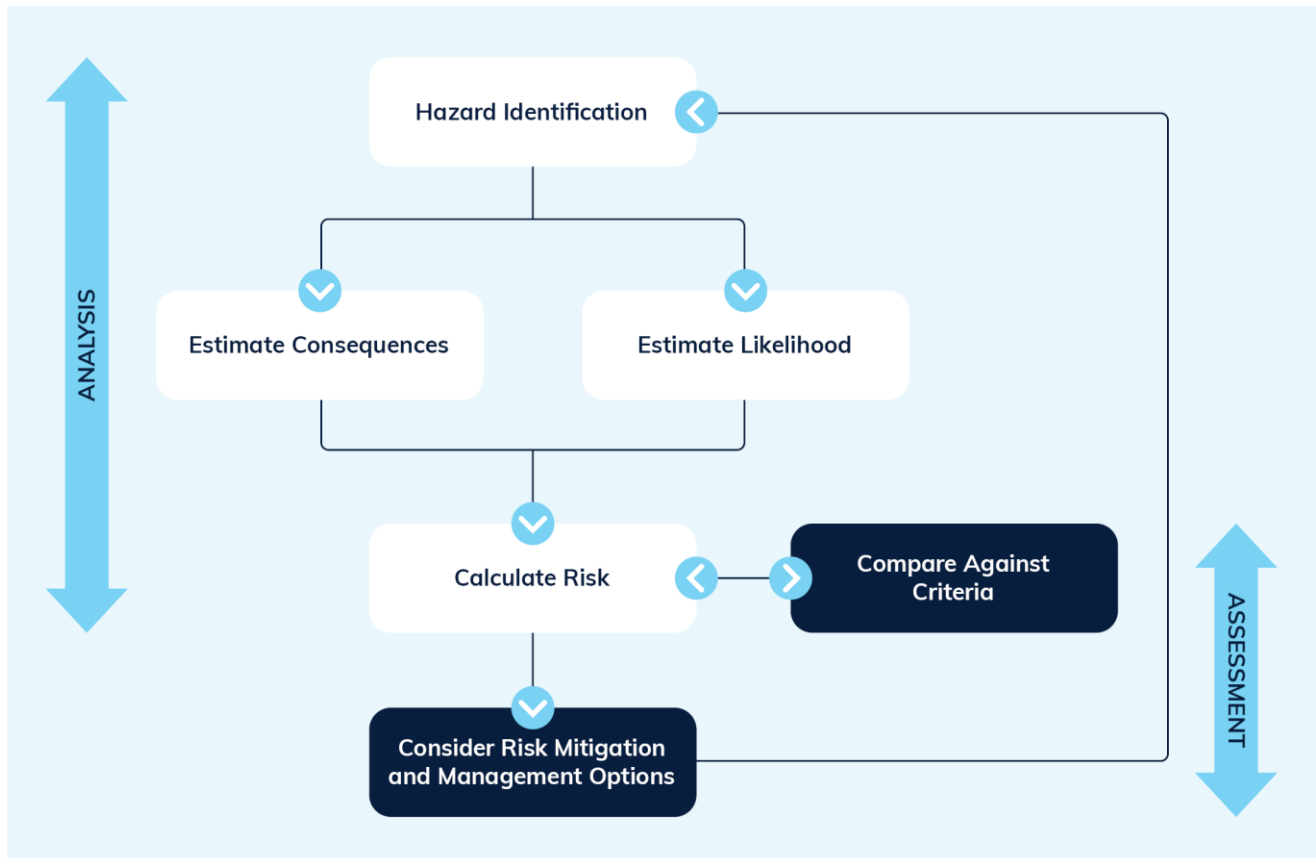 Hazard Identification
ANALYSIS
Estimate Consequences
Estimate Likelihood
Calculate Risk
Compare Against
Criteria
ASSESSMENT
Consider Risk Mitigation
and Management Options